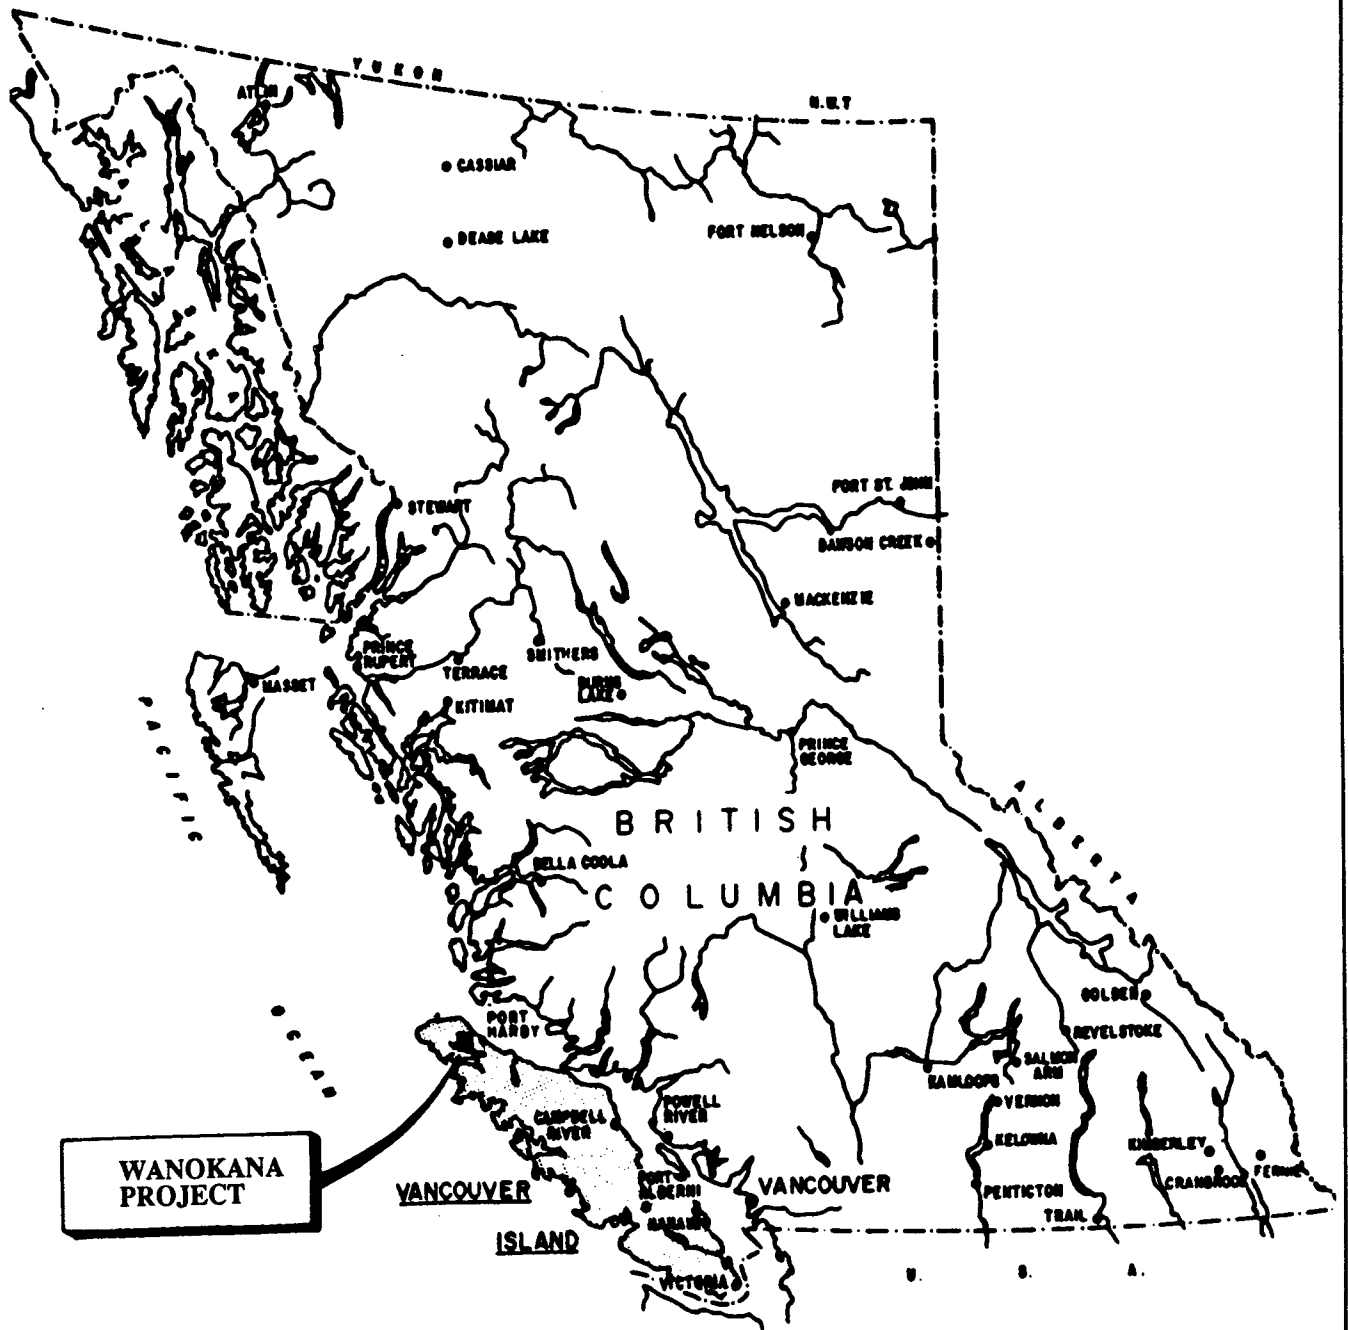 YUKON
N.W.T
ATLIN
CASSIAR
DEASE LAKE
FORT NELSON
STEWART
FORT ST. JOHN
DAWSON CREEK
MACKENZIE
PRINCE
RUPERT
TERRACE
SMITHERS
BURNS
LAKE
MASSET
KITIMAT
PRINCE
GEORGE
PACIFIC
OCEAN
BRITISH
COLUMBIA
ALBERTA
BELLA COOLA
WILLIAMS
LAKE
GOLDEN
REVELSTOKE
PORT
HARDY
SALMON
ARM
KAMLOOPS
VERNON
POWELL
RIVER
CAMPBELL
RIVER
KELOWNA
KIMBERLEY
FERNIE
CRANBROOK
PENTICTON
TRAIL
WANOKANA
PROJECT
VANCOUVER
ISLAND
PORT
ALBERNI
NANAIMO
VANCOUVER
VICTORIA
U. S. A.